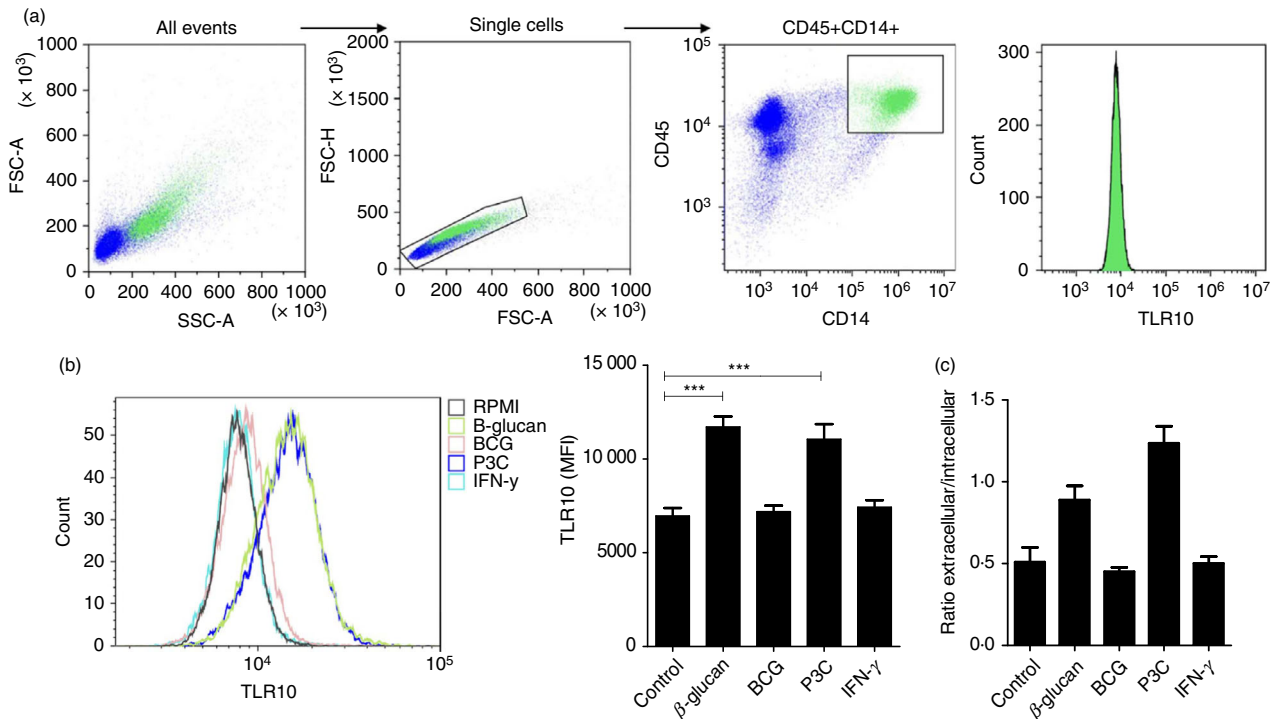 (a)
All events
Single cells
CD45+CD14+
1000
800
600
400
200
0
(× 10³)
FSC-A
0 200 400 600 800 1000
(× 10³)
SSC-A
2000
1500
1000
500
0
(× 10³)
FSC-H
0 200 400 600 800 1000
(× 10³)
FSC-A
10⁵
10⁴
10³
CD45
10³ 10⁴ 10⁵ 10⁶ 10⁷
CD14
300
200
100
0
Count
10³ 10⁴ 10⁵ 10⁶ 10⁷
TLR10
(b)
50
40
30
20
10
0
Count
10⁴ 10⁵
TLR10
RPMI
B-glucan
BCG
P3C
IFN-y
15 000
10 000
5000
0
TLR10 (MFI)
***
***
Control
β-glucan
BCG
P3C
IFN-γ
(c)
1·5
1·0
0·5
0·0
Ratio extracellular/intracellular
Control
β-glucan
BCG
P3C
IFN-γ